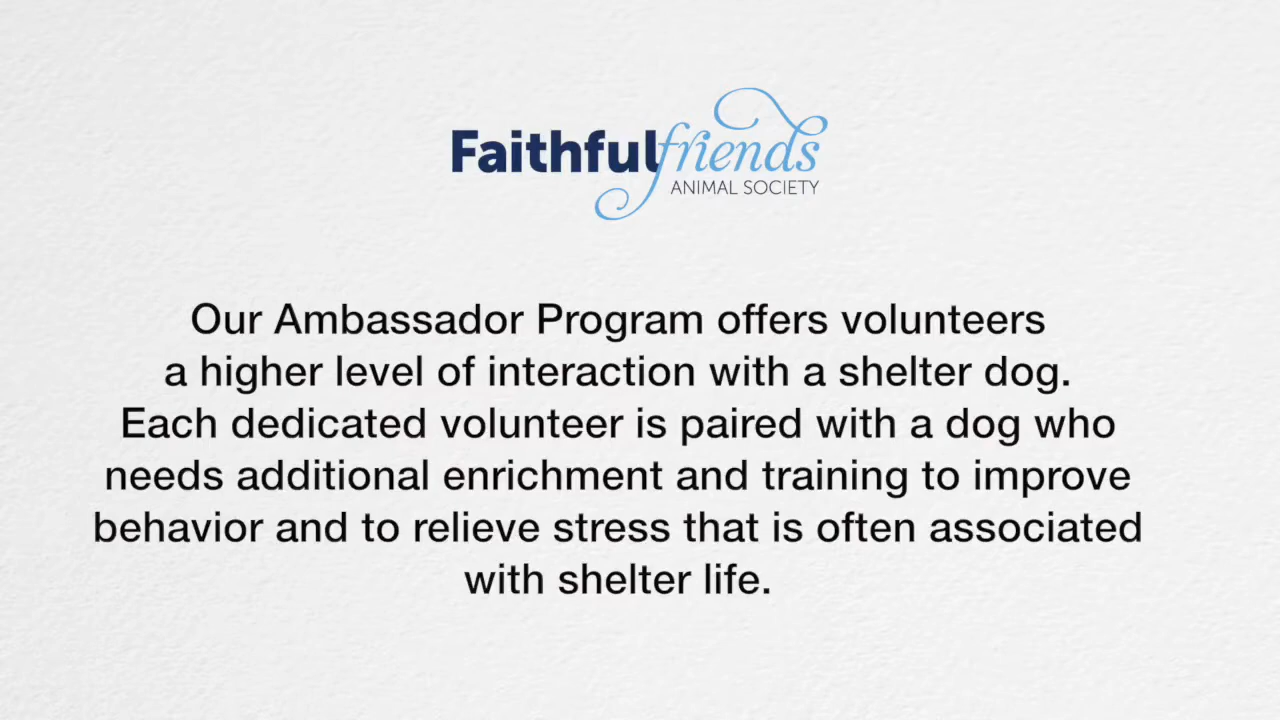 Faithfulfriends
ANIMAL SOCIETY
Our Ambassador Program offers volunteers
a higher level of interaction with a shelter dog.
Each dedicated volunteer is paired with a dog who
needs additional enrichment and training to improve
behavior and to relieve stress that is often associated
with shelter life.